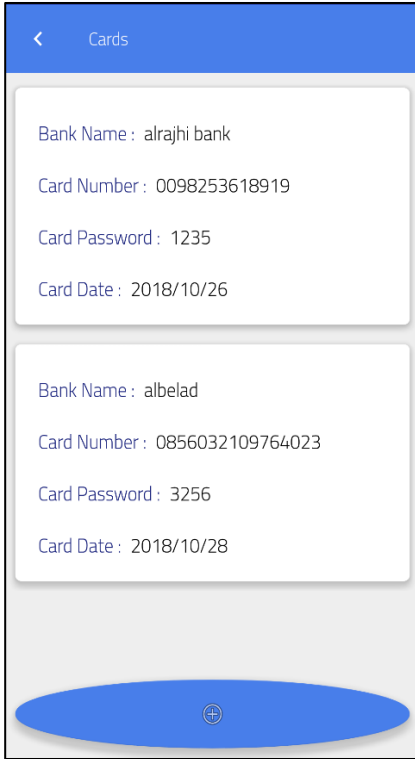 Cards
Bank Name : alrajhi bank
Card Number : 0098253618919
Card Password : 1235
Card Date : 2018/10/26
Bank Name : albelad
Card Number : 0856032109764023
Card Password : 3256
Card Date : 2018/10/28